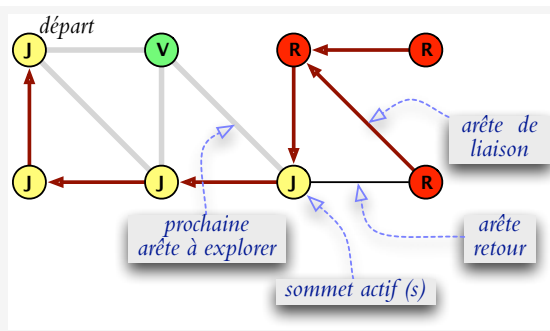 départ
J
V
R
R
arête de
liaison
J
J
J
R
prochaine
arête à explorer
arête
retour
sommet actif (s)